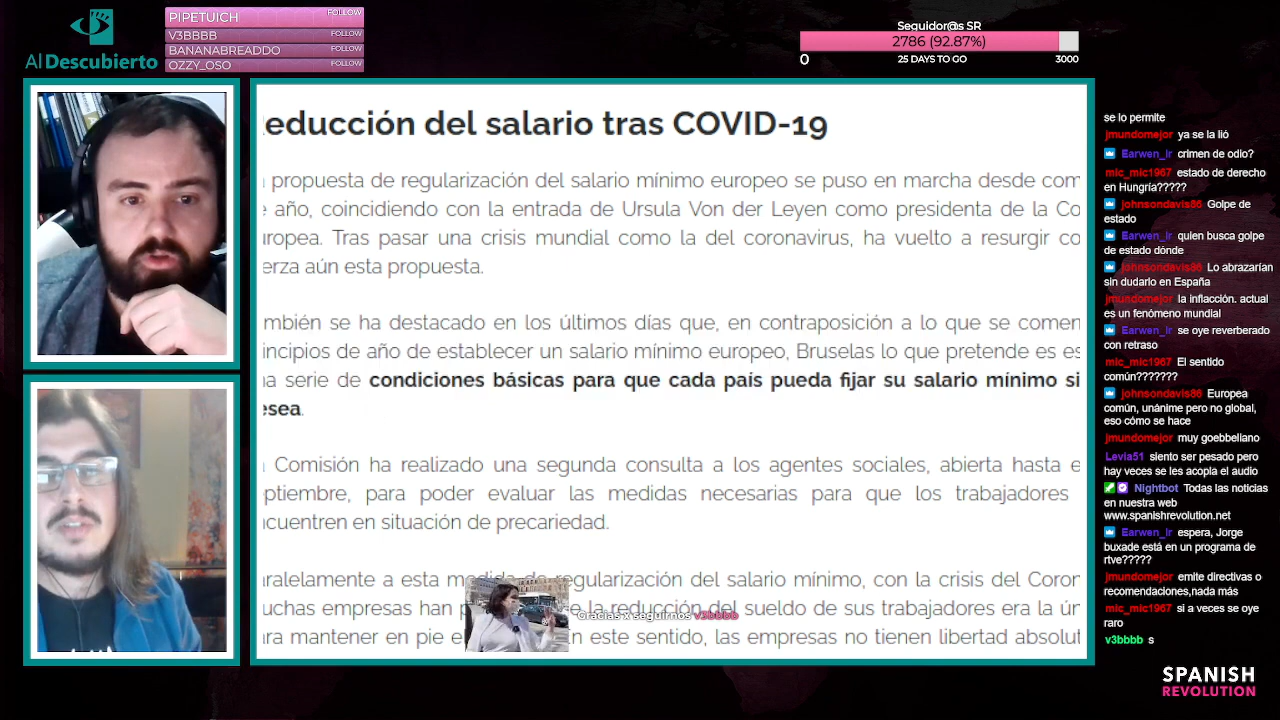 Al Descubierto
PIPETUICH FOLLOW
V3BBBB FOLLOW
BANANABREADDO FOLLOW
OZZY_OSO FOLLOW
Seguidor@s SR
2786 (92.87%)
0 25 DAYS TO GO 3000
educción del salario tras COVID-19
propuesta de regularización del salario mínimo europeo se puso en marcha desde com
año, coincidiendo con la entrada de Ursula Von der Leyen como presidenta de la Co
uropea. Tras pasar una crisis mundial como la del coronavirus, ha vuelto a resurgir co
erza aún esta propuesta.
mbién se ha destacado en los últimos días que, en contraposición a lo que se comen
incipios de año de establecer un salario mínimo europeo, Bruselas lo que pretende es es
na serie de condiciones básicas para que cada país pueda fijar su salario mínimo si
esea.
Comisión ha realizado una segunda consulta a los agentes sociales, abierta hasta e
eptiembre, para poder evaluar las medidas necesarias para que los trabajadores
ncuentren en situación de precariedad.
aralelamente a esta medida de regularización del salario mínimo, con la crisis del Coron
uchas empresas han p e la reducción del sueldo de sus trabajadores era la ún
ara mantener en pie e n este sentido, las empresas no tienen libertad absolut
Gracias x seguirnos v3bbbb
se lo permite
jmundomejor ya se la lió
Earwen_ir crimen de odio?
mic_mic1967 estado de derecho
en Hungría?????
johnsondavis86 Golpe de
estado
Earwen_ir quien busca golpe
de estado dónde
johnsondavis86 Lo abrazarían
sin dudarlo en España
jmundomejor la inflacción. actual
es un fenómeno mundial
Earwen_ir se oye reverberado
con retraso
mic_mic1967 El sentido
común???????
johnsondavis86 Europea
común, unánime pero no global,
eso cómo se hace
jmundomejor muy goebbeliano
Levia51 siento ser pesado pero
hay veces se les acopla el audio
Nightbot Todas las noticias
en nuestra web
www.spanishrevolution.net
Earwen_ir espera, Jorge
buxade está en un programa de
rtve?????
jmundomejor emite directivas o
recomendaciones,nada más
mic_mic1967 si a veces se oye
raro
v3bbbb s
SPANISH
REVOLUTION